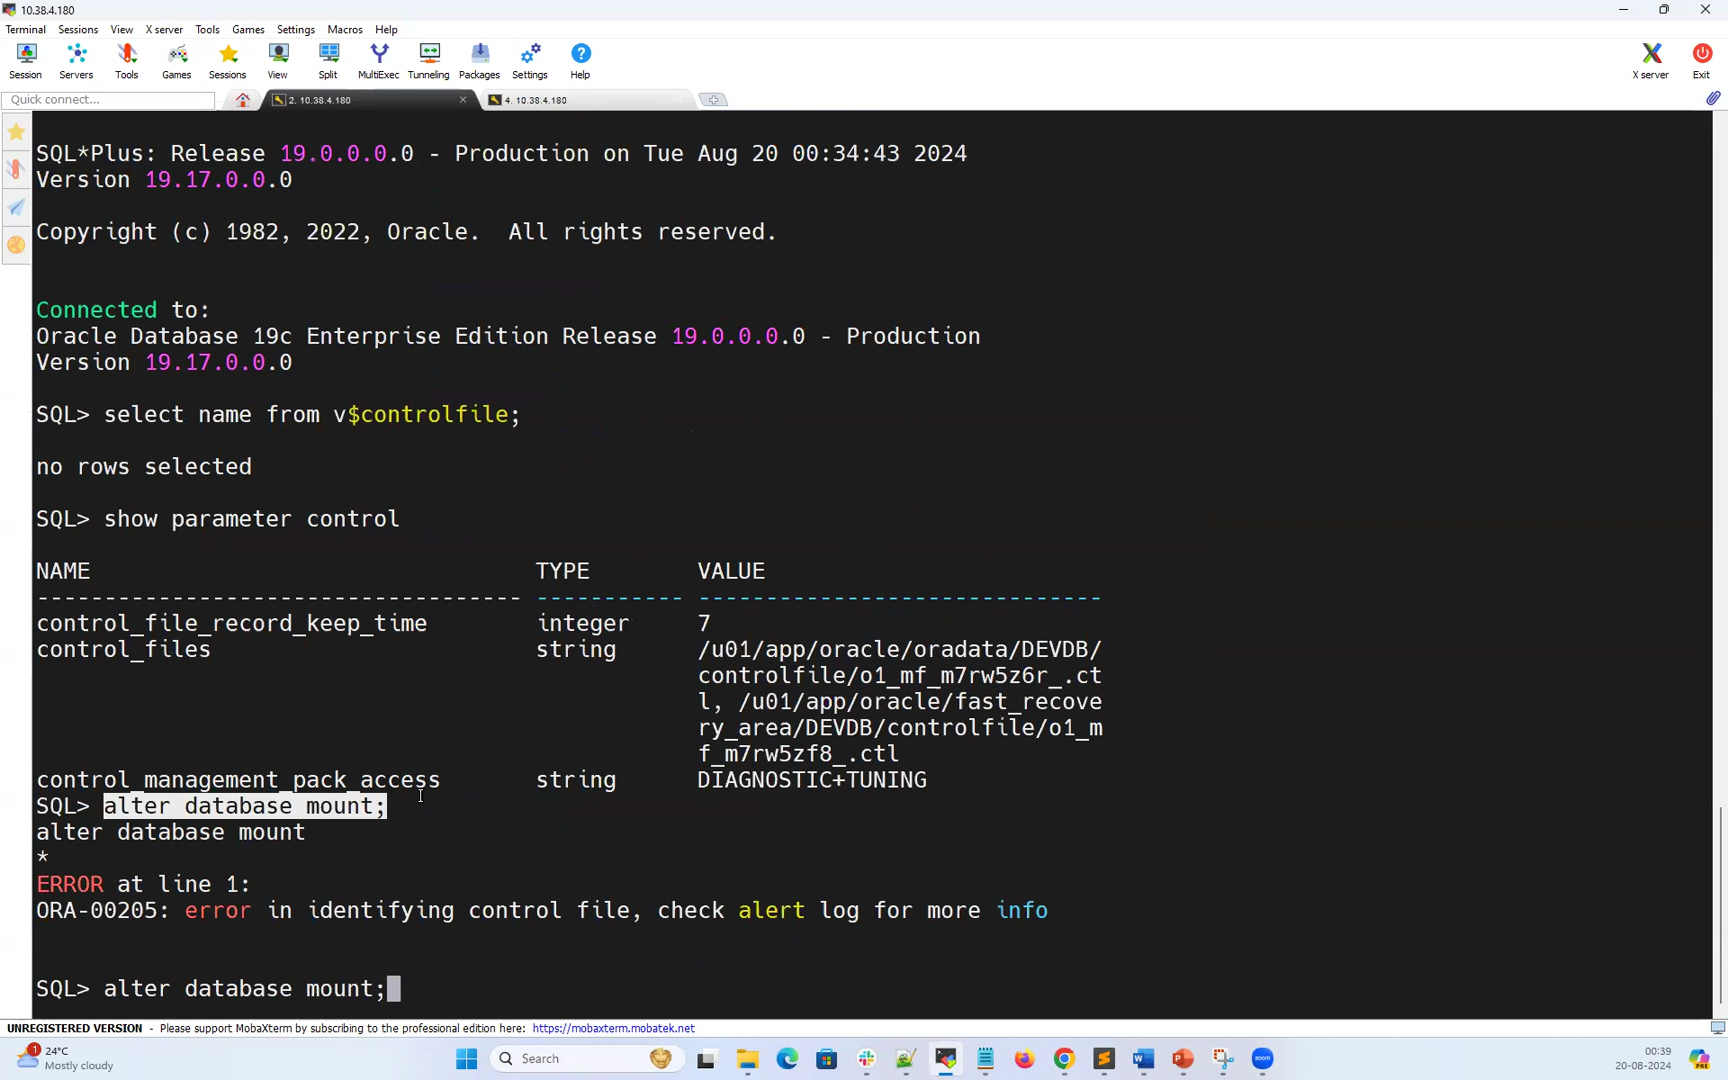 10.38.4.180
Terminal Sessions View X server Tools Games Settings Macros Help
Session Servers Tools Games Sessions View Split MultiExec Tunneling Packages Settings Help X server Exit
Quick connect... 2. 10.38.4.180 4. 10.38.4.180
SQL*Plus: Release 19.0.0.0.0 - Production on Tue Aug 20 00:34:43 2024
Version 19.17.0.0.0
Copyright (c) 1982, 2022, Oracle.  All rights reserved.
Connected to:
Oracle Database 19c Enterprise Edition Release 19.0.0.0.0 - Production
Version 19.17.0.0.0
SQL> select name from v$controlfile;
no rows selected
SQL> show parameter control
NAME TYPE VALUE
------------------------------------ ----------- ------------------------------
control_file_record_keep_time integer 7
control_files string /u01/app/oracle/oradata/DEVDB/
controlfile/o1_mf_m7rw5z6r_.ct
l, /u01/app/oracle/fast_recove
ry_area/DEVDB/controlfile/o1_m
f_m7rw5zf8_.ctl
control_management_pack_access string DIAGNOSTIC+TUNING
SQL> alter database mount;
alter database mount
*
ERROR at line 1:
ORA-00205: error in identifying control file, check alert log for more info
SQL> alter database mount;
UNREGISTERED VERSION - Please support MobaXterm by subscribing to the professional edition here: https://mobaxterm.mobatek.net
1
24°C
Mostly cloudy
Search
00:39
20-08-2024
PRE
zoom